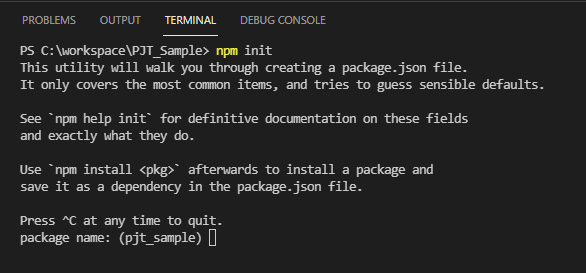 PROBLEMS OUTPUT TERMINAL DEBUG CONSOLE
PS C:\workspace\PJT_Sample> npm init
This utility will walk you through creating a package.json file.
It only covers the most common items, and tries to guess sensible defaults.
See `npm help init` for definitive documentation on these fields
and exactly what they do.
Use `npm install <pkg>` afterwards to install a package and
save it as a dependency in the package.json file.
Press ^C at any time to quit.
package name: (pjt_sample)